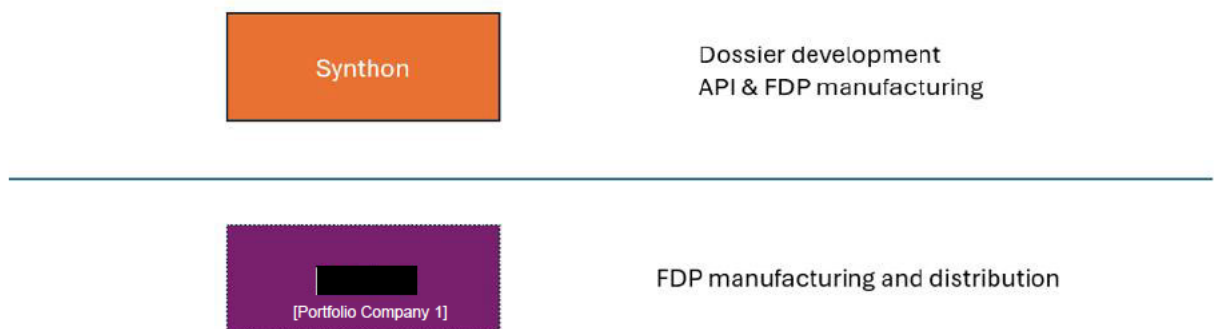 Synthon
Dossier development
API & FDP manufacturing
FDP manufacturing and distribution
[Portfolio Company 1]